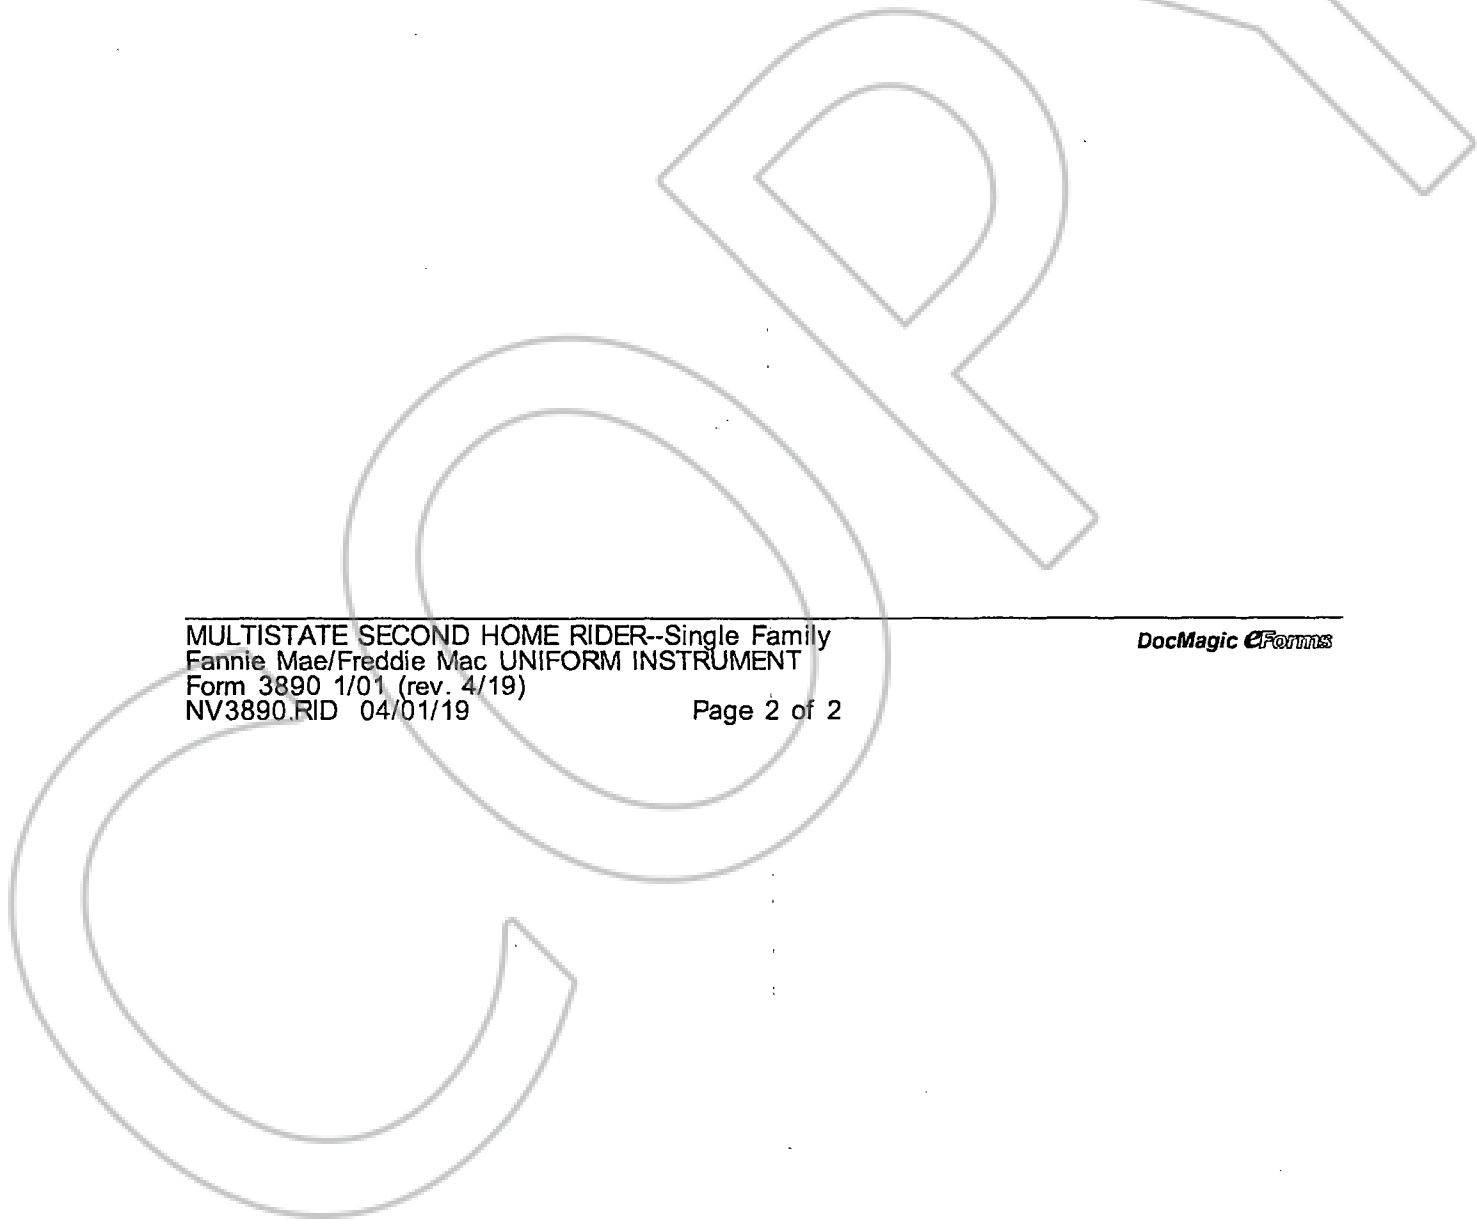 MULTISTATE SECOND HOME RIDER--Single Family
Fannie Mae/Freddie Mac UNIFORM INSTRUMENT
Form 3890 1/01 (rev. 4/19)
NV3890.RID 04/01/19 Page 2 of 2
DocMagic eForms
COPY